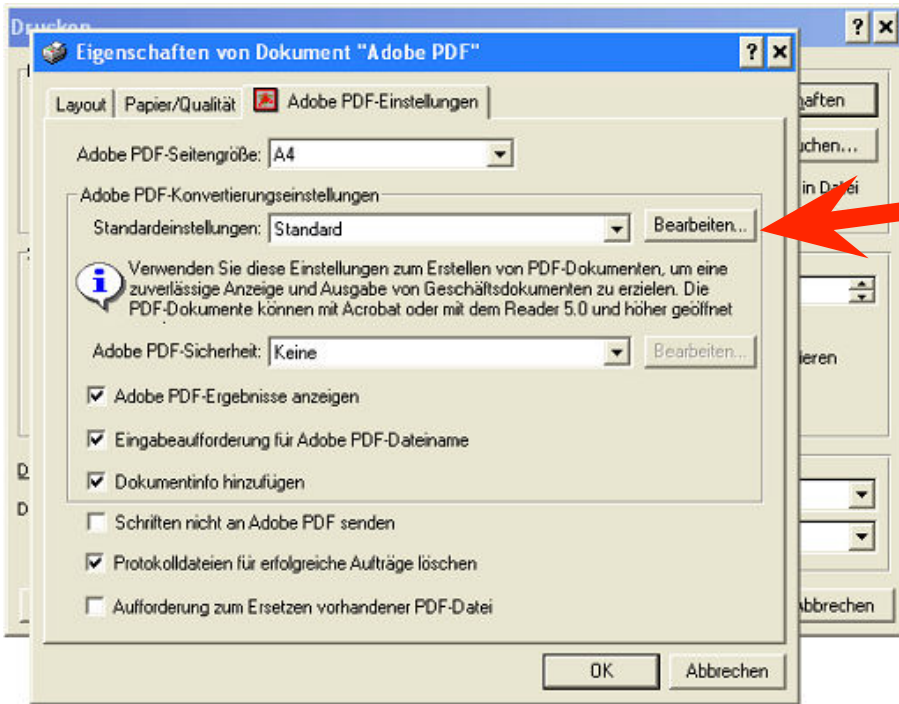 Drucken
Eigenschaften von Dokument "Adobe PDF"
Layout Papier/Qualität Adobe PDF-Einstellungen
haften
Adobe PDF-Seitengröße: A4
uchen...
in Datei
Adobe PDF-Konvertierungseinstellungen
Standardeinstellungen: Standard Bearbeiten...
Verwenden Sie diese Einstellungen zum Erstellen von PDF-Dokumenten, um eine
zuverlässige Anzeige und Ausgabe von Geschäftsdokumenten zu erzielen. Die
PDF-Dokumente können mit Acrobat oder mit dem Reader 5.0 und höher geöffnet
Adobe PDF-Sicherheit: Keine Bearbeiten...
ieren
Adobe PDF-Ergebnisse anzeigen
Eingabeaufforderung für Adobe PDF-Dateiname
Dokumentinfo hinzufügen
D
D
Schriften nicht an Adobe PDF senden
Protokolldateien für erfolgreiche Aufträge löschen
Aufforderung zum Ersetzen vorhandener PDF-Datei
Abbrechen
OK Abbrechen